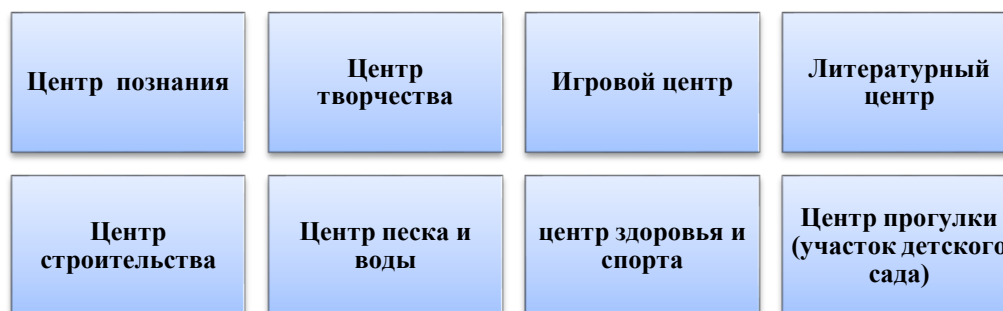 Центр познания
Центр
творчества
Игровой центр
Литературный
центр
Центр
строительства
Центр песка и
воды
центр здоровья и
спорта
Центр прогулки
(участок детского
сада)